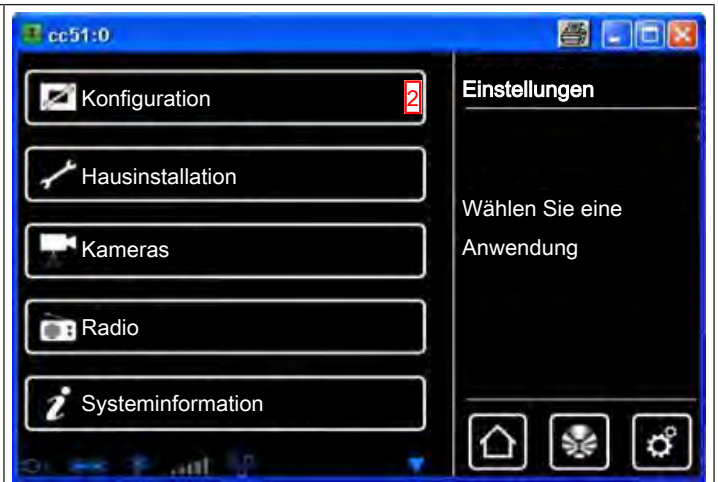 cc51:0
Konfiguration 2
Hausinstallation
Kameras
Radio
Systeminformation
Einstellungen
Wählen Sie eine
Anwendung